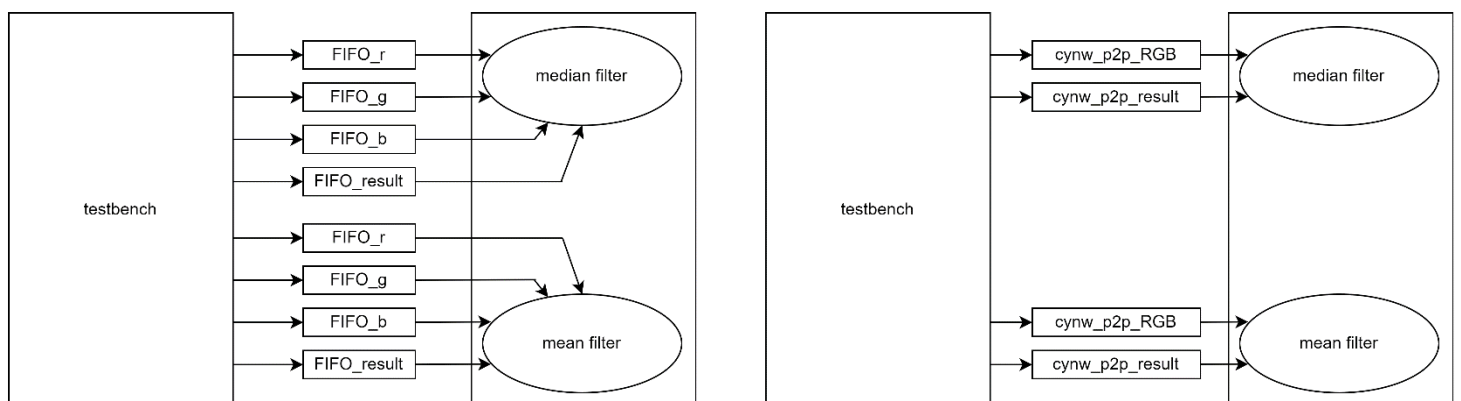 testbench
FIFO_r
FIFO_g
FIFO_b
FIFO_result
FIFO_r
FIFO_g
FIFO_b
FIFO_result
median filter
mean filter
testbench
cynw_p2p_RGB
cynw_p2p_result
cynw_p2p_RGB
cynw_p2p_result
median filter
mean filter